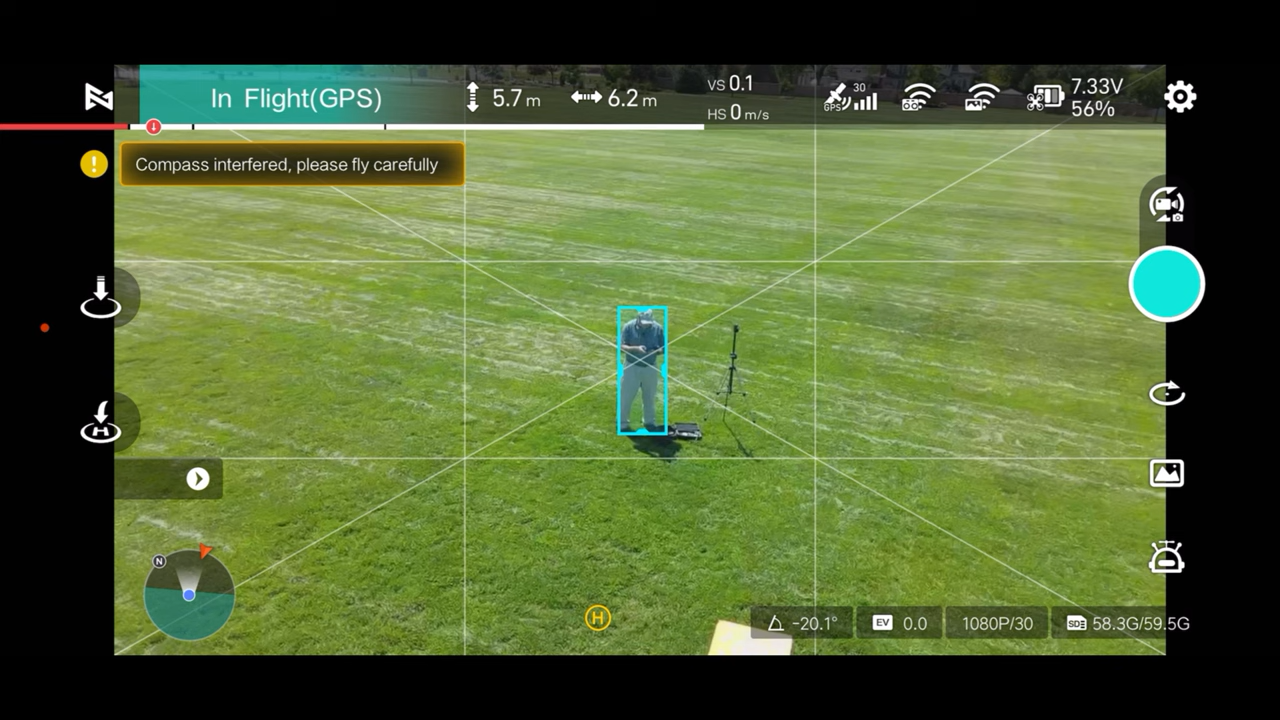 In Flight(GPS)
5.7 m
6.2 m
VS 0.1
HS 0 m/s
GPS
30
7.33V
56%
Compass interfered, please fly carefully
N
H
-20.1°
EV 0.0
1080P/30
SD 58.3G/59.5G